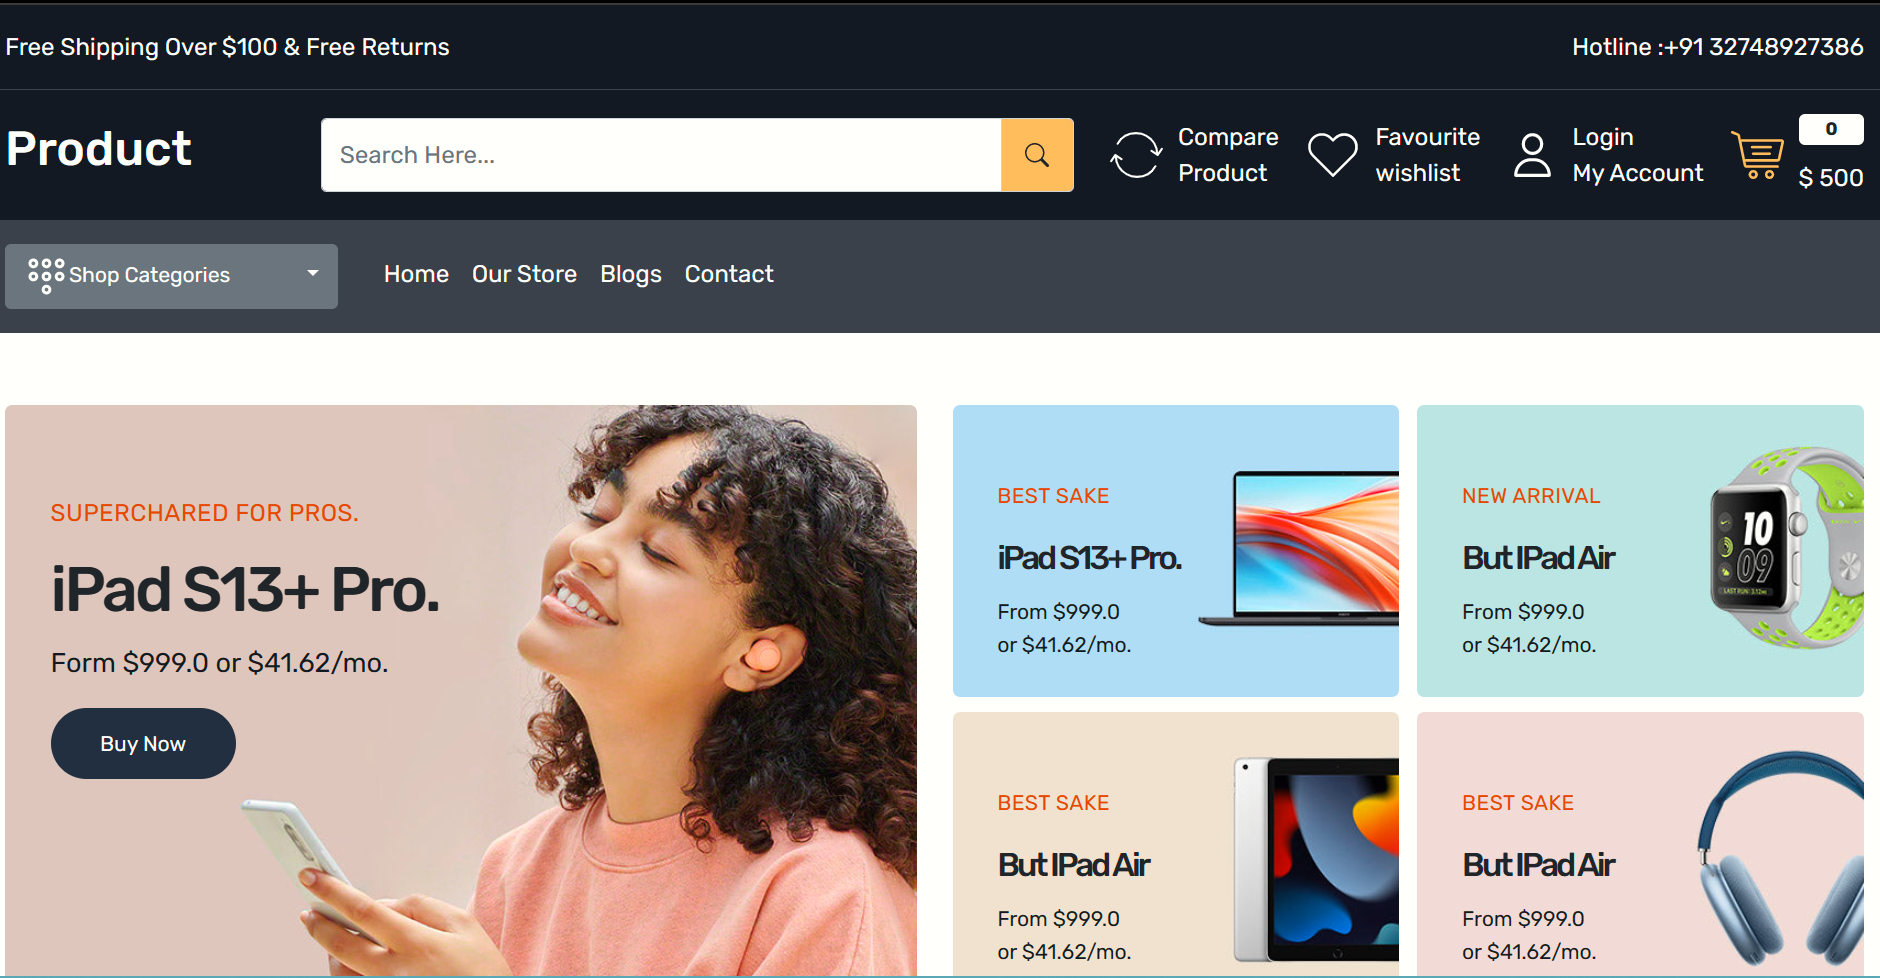 Free Shipping Over $100 & Free Returns
Hotline :+91 32748927386
Product
Search Here...
Compare
Product
Favourite
wishlist
Login
My Account
0
$ 500
Shop Categories
Home
Our Store
Blogs
Contact
SUPERCHARED FOR PROS.
iPad S13+ Pro.
Form $999.0 or $41.62/mo.
Buy Now
BEST SAKE
iPad S13+ Pro.
From $999.0
or $41.62/mo.
NEW ARRIVAL
But IPad Air
From $999.0
or $41.62/mo.
10
09
LAST RUN: 3.12mi
BEST SAKE
But IPad Air
From $999.0
or $41.62/mo.
BEST SAKE
But IPad Air
From $999.0
or $41.62/mo.